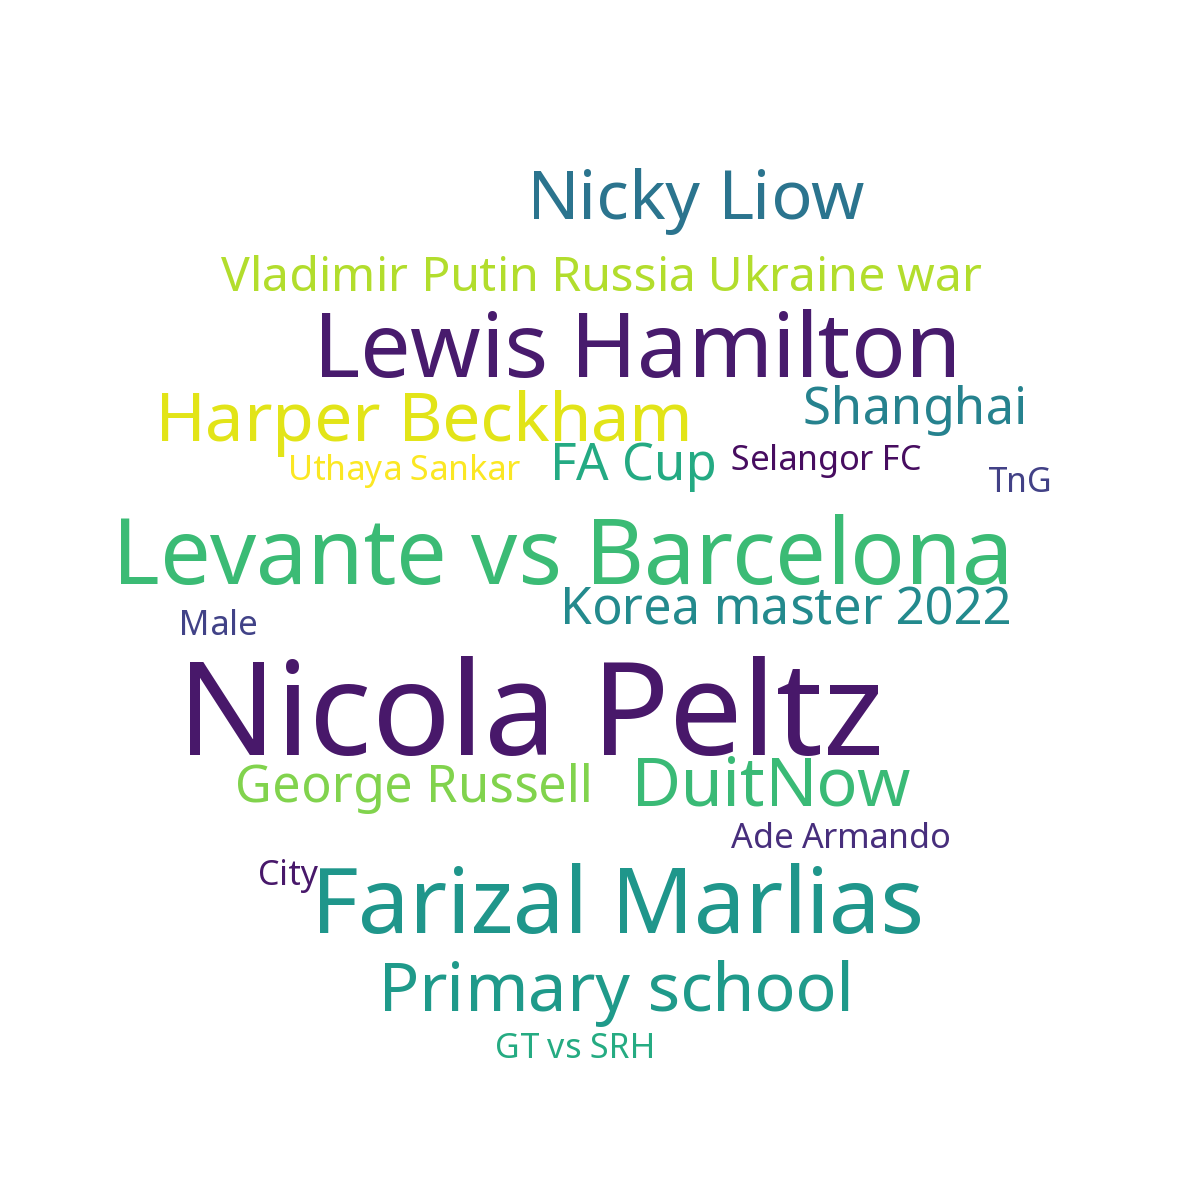 Nicky Liow
Vladimir Putin Russia Ukraine war
Lewis Hamilton
Harper Beckham
Shanghai
Uthaya Sankar
FA Cup
Selangor FC
TnG
Levante vs Barcelona
Male
Korea master 2022
Nicola Peltz
George Russell
DuitNow
Ade Armando
City
Farizal Marlias
Primary school
GT vs SRH